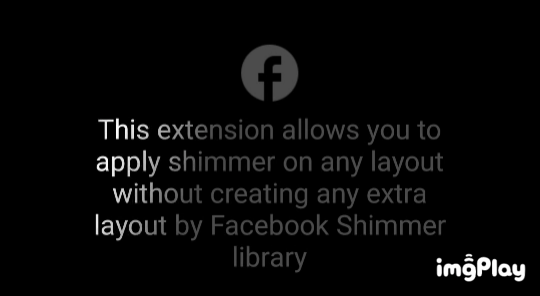 This extension allows you to
apply shimmer on any layout
without creating any extra
layout by Facebook Shimmer
library
imgPlay